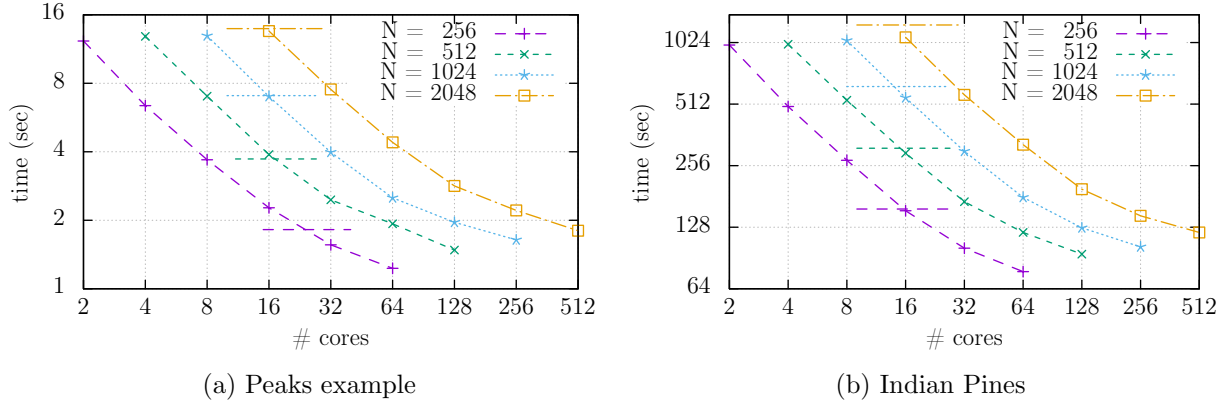 16
8
4
2
1
time (sec)
2 4 8 16 32 64 128 256 512
# cores
N = 256
N = 512
N = 1024
N = 2048
(a) Peaks example
1024
512
256
128
64
time (sec)
2 4 8 16 32 64 128 256 512
# cores
N = 256
N = 512
N = 1024
N = 2048
(b) Indian Pines